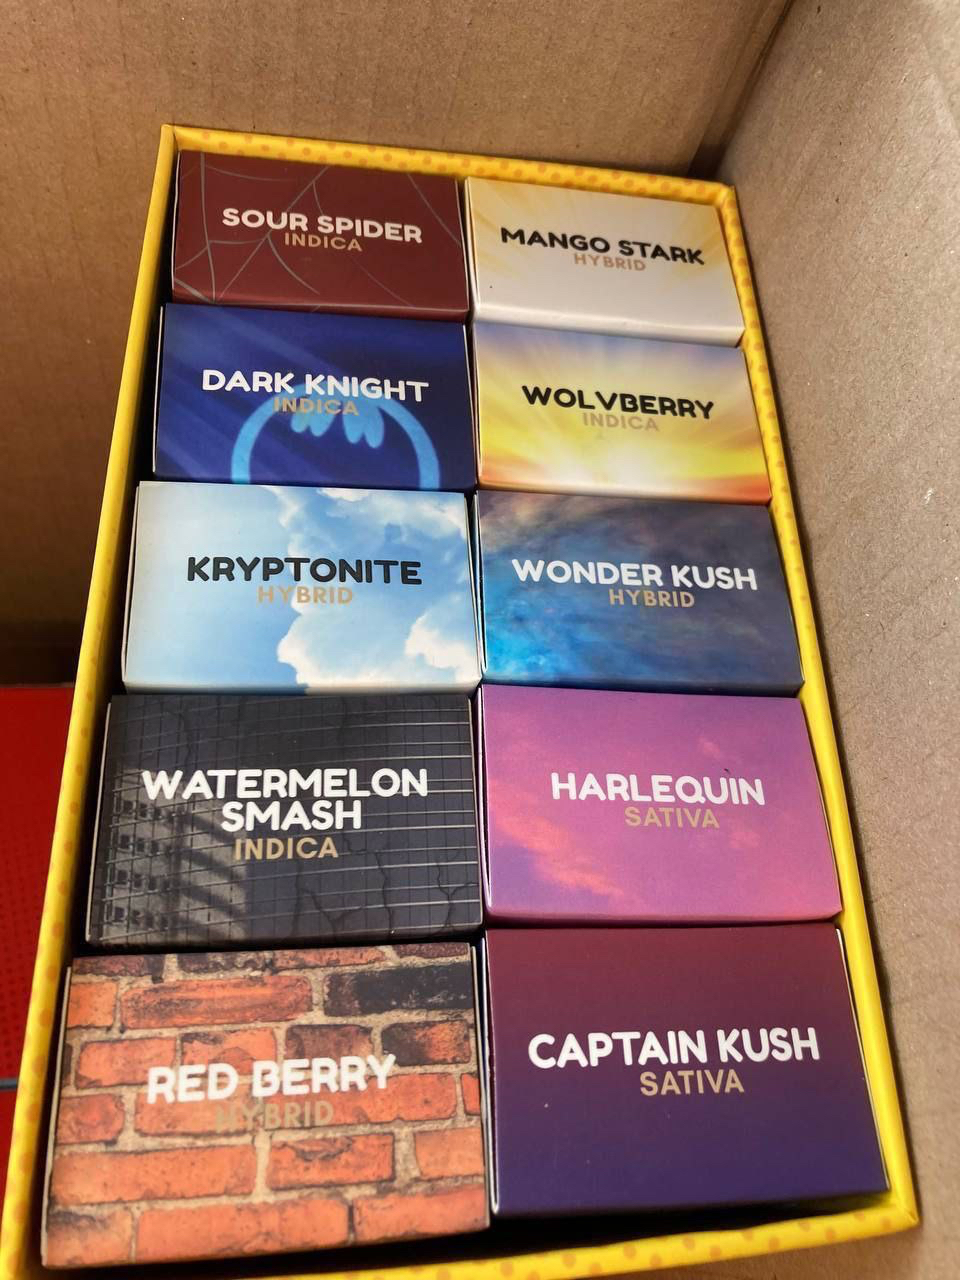 SOUR SPIDER
INDICA
MANGO STARK
HYBRID
DARK KNIGHT
INDICA
WOLVBERRY
INDICA
KRYPTONITE
HYBRID
WONDER KUSH
HYBRID
WATERMELON
SMASH
INDICA
HARLEQUIN
SATIVA
RED BERRY
HYBRID
CAPTAIN KUSH
SATIVA